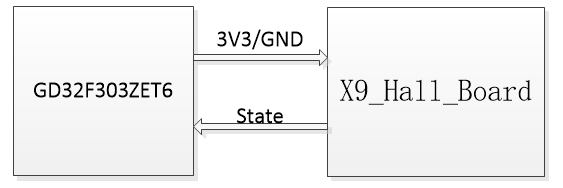 3V3/GND
GD32F303ZET6
X9_Hall_Board
State